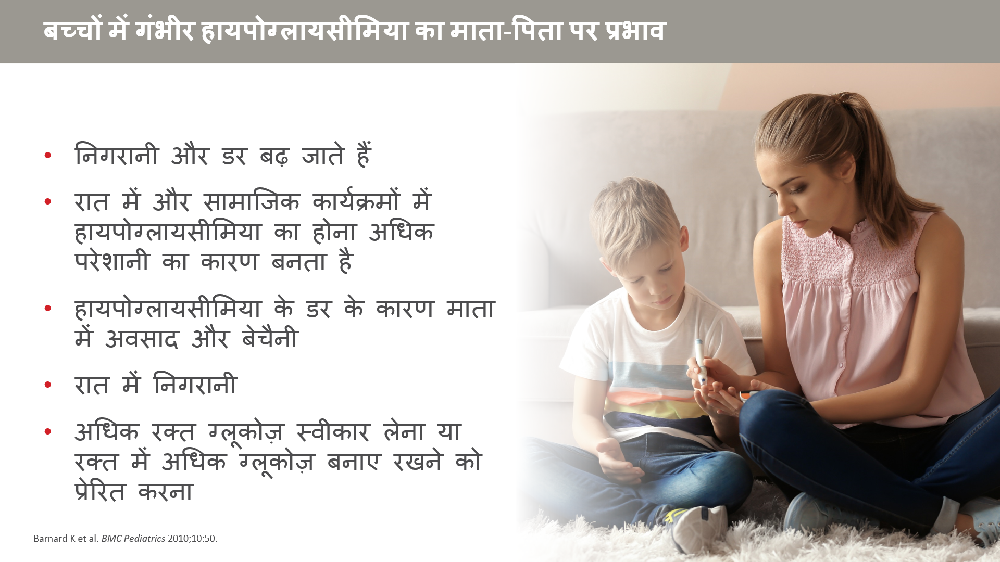 बच्चों में गंभीर हायपोग्लायसीमिया का माता-पिता पर प्रभाव
• निगरानी और डर बढ़ जाते हैं
• रात में और सामाजिक कार्यक्रमों में
हायपोग्लायसीमिया का होना अधिक
परेशानी का कारण बनता है
• हायपोग्लायसीमिया के डर के कारण माता
में अवसाद और बेचैनी
• रात में निगरानी
• अधिक रक्त ग्लूकोज़ स्वीकार लेना या
रक्त में अधिक ग्लूकोज़ बनाए रखने को
प्रेरित करना
Barnard K et al. BMC Pediatrics 2010;10:50.